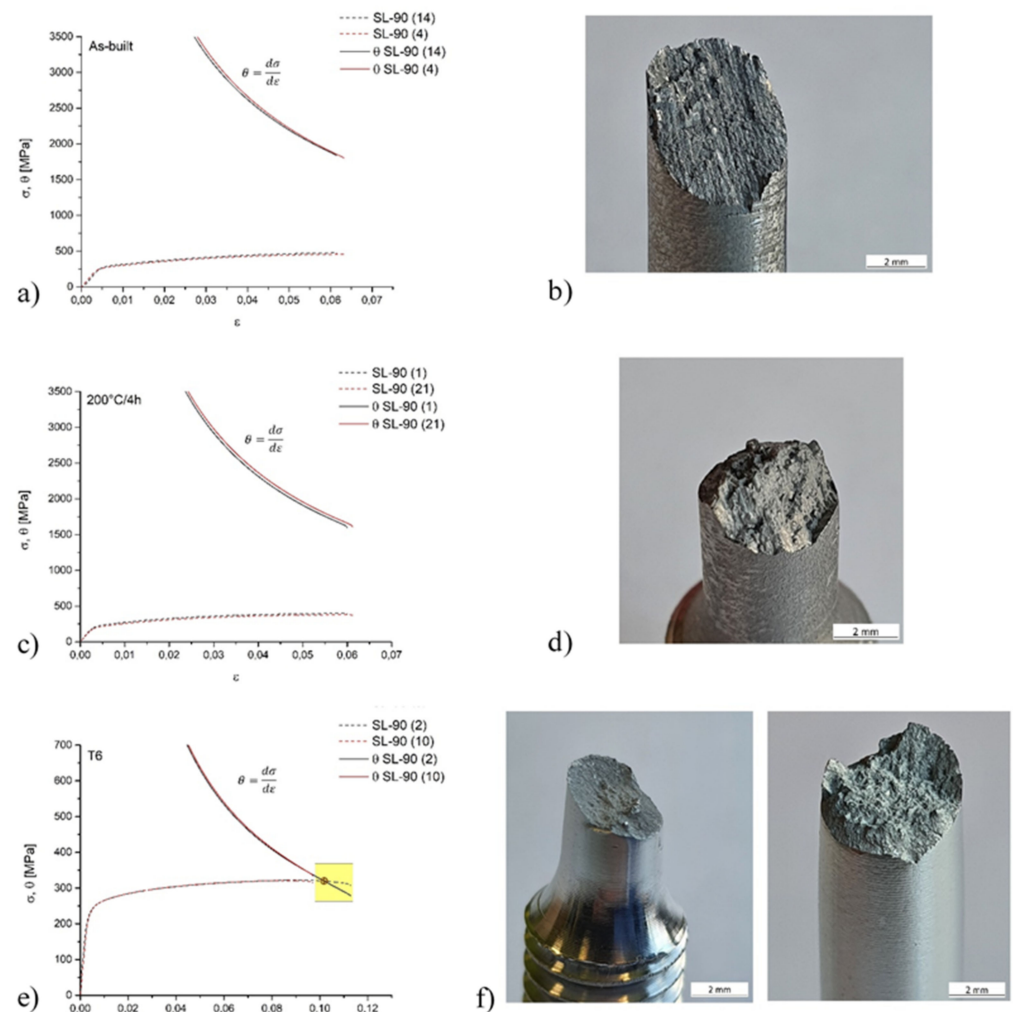 As-built
SL-90 (14)
SL-90 (4)
θ SL-90 (14)
θ SL-90 (4)
θ = dσ/dε
σ, θ [MPa]
3500
3000
2500
2000
1500
1000
500
0
0,00 0,01 0,02 0,03 0,04 0,05 0,06 0,07
ε
a)
2 mm
b)
200°C/4h
SL-90 (1)
SL-90 (21)
θ SL-90 (1)
θ SL-90 (21)
θ = dσ/dε
σ, θ [MPa]
3500
3000
2500
2000
1500
1000
500
0
0,00 0,01 0,02 0,03 0,04 0,05 0,06 0,07
ε
c)
2 mm
d)
T6
SL-90 (2)
SL-90 (10)
θ SL-90 (2)
θ SL-90 (10)
θ = dσ/dε
σ, θ [MPa]
700
600
500
400
300
200
100
0
0.00 0.02 0.04 0.06 0.08 0.10 0.12
e)
2 mm
2 mm
f)